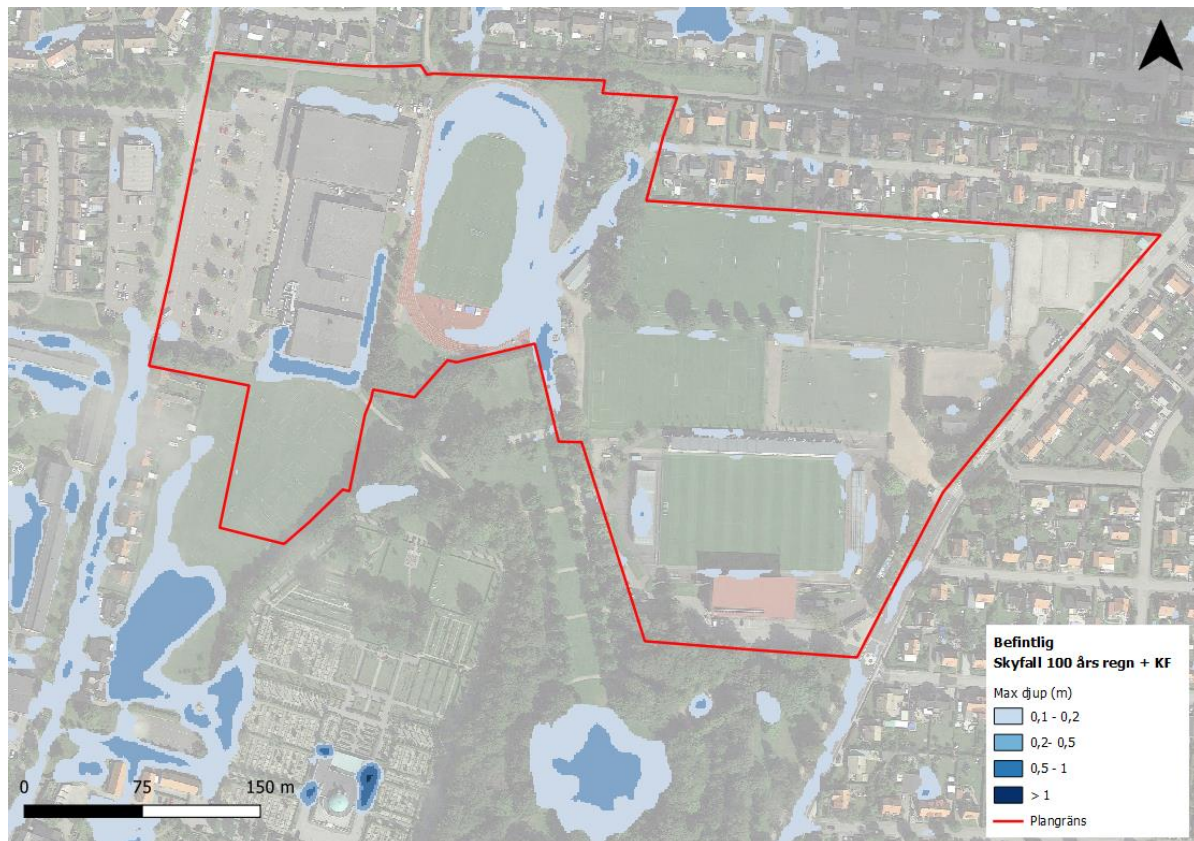 Befintlig
Skyfall 100 års regn + KF
Max djup (m)
0,1 - 0,2
0,2- 0,5
0,5 - 1
> 1
Plangräns
0 75 150 m